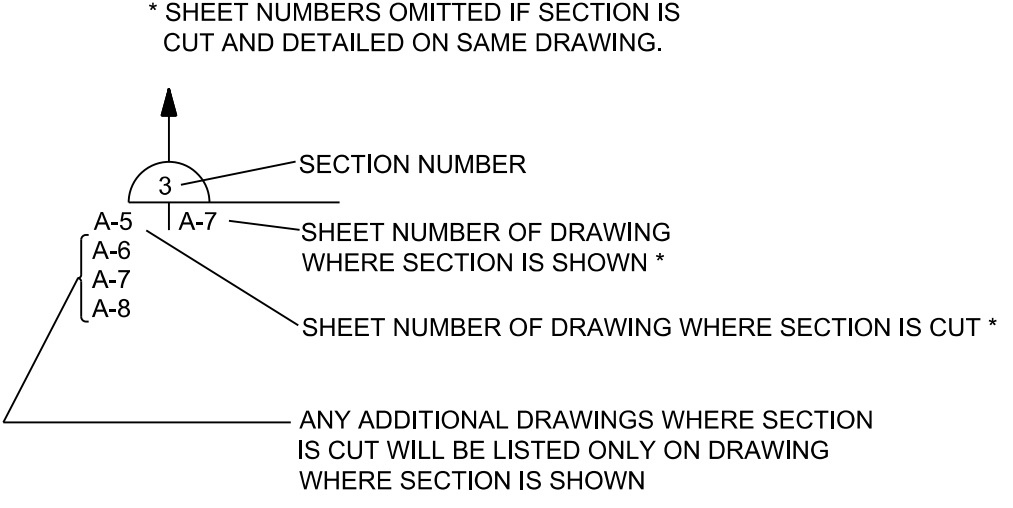 * SHEET NUMBERS OMITTED IF SECTION IS
CUT AND DETAILED ON SAME DRAWING.
SECTION NUMBER
3
A-5 A-7
SHEET NUMBER OF DRAWING
WHERE SECTION IS SHOWN *
A-6
A-7
A-8
SHEET NUMBER OF DRAWING WHERE SECTION IS CUT *
ANY ADDITIONAL DRAWINGS WHERE SECTION
IS CUT WILL BE LISTED ONLY ON DRAWING
WHERE SECTION IS SHOWN